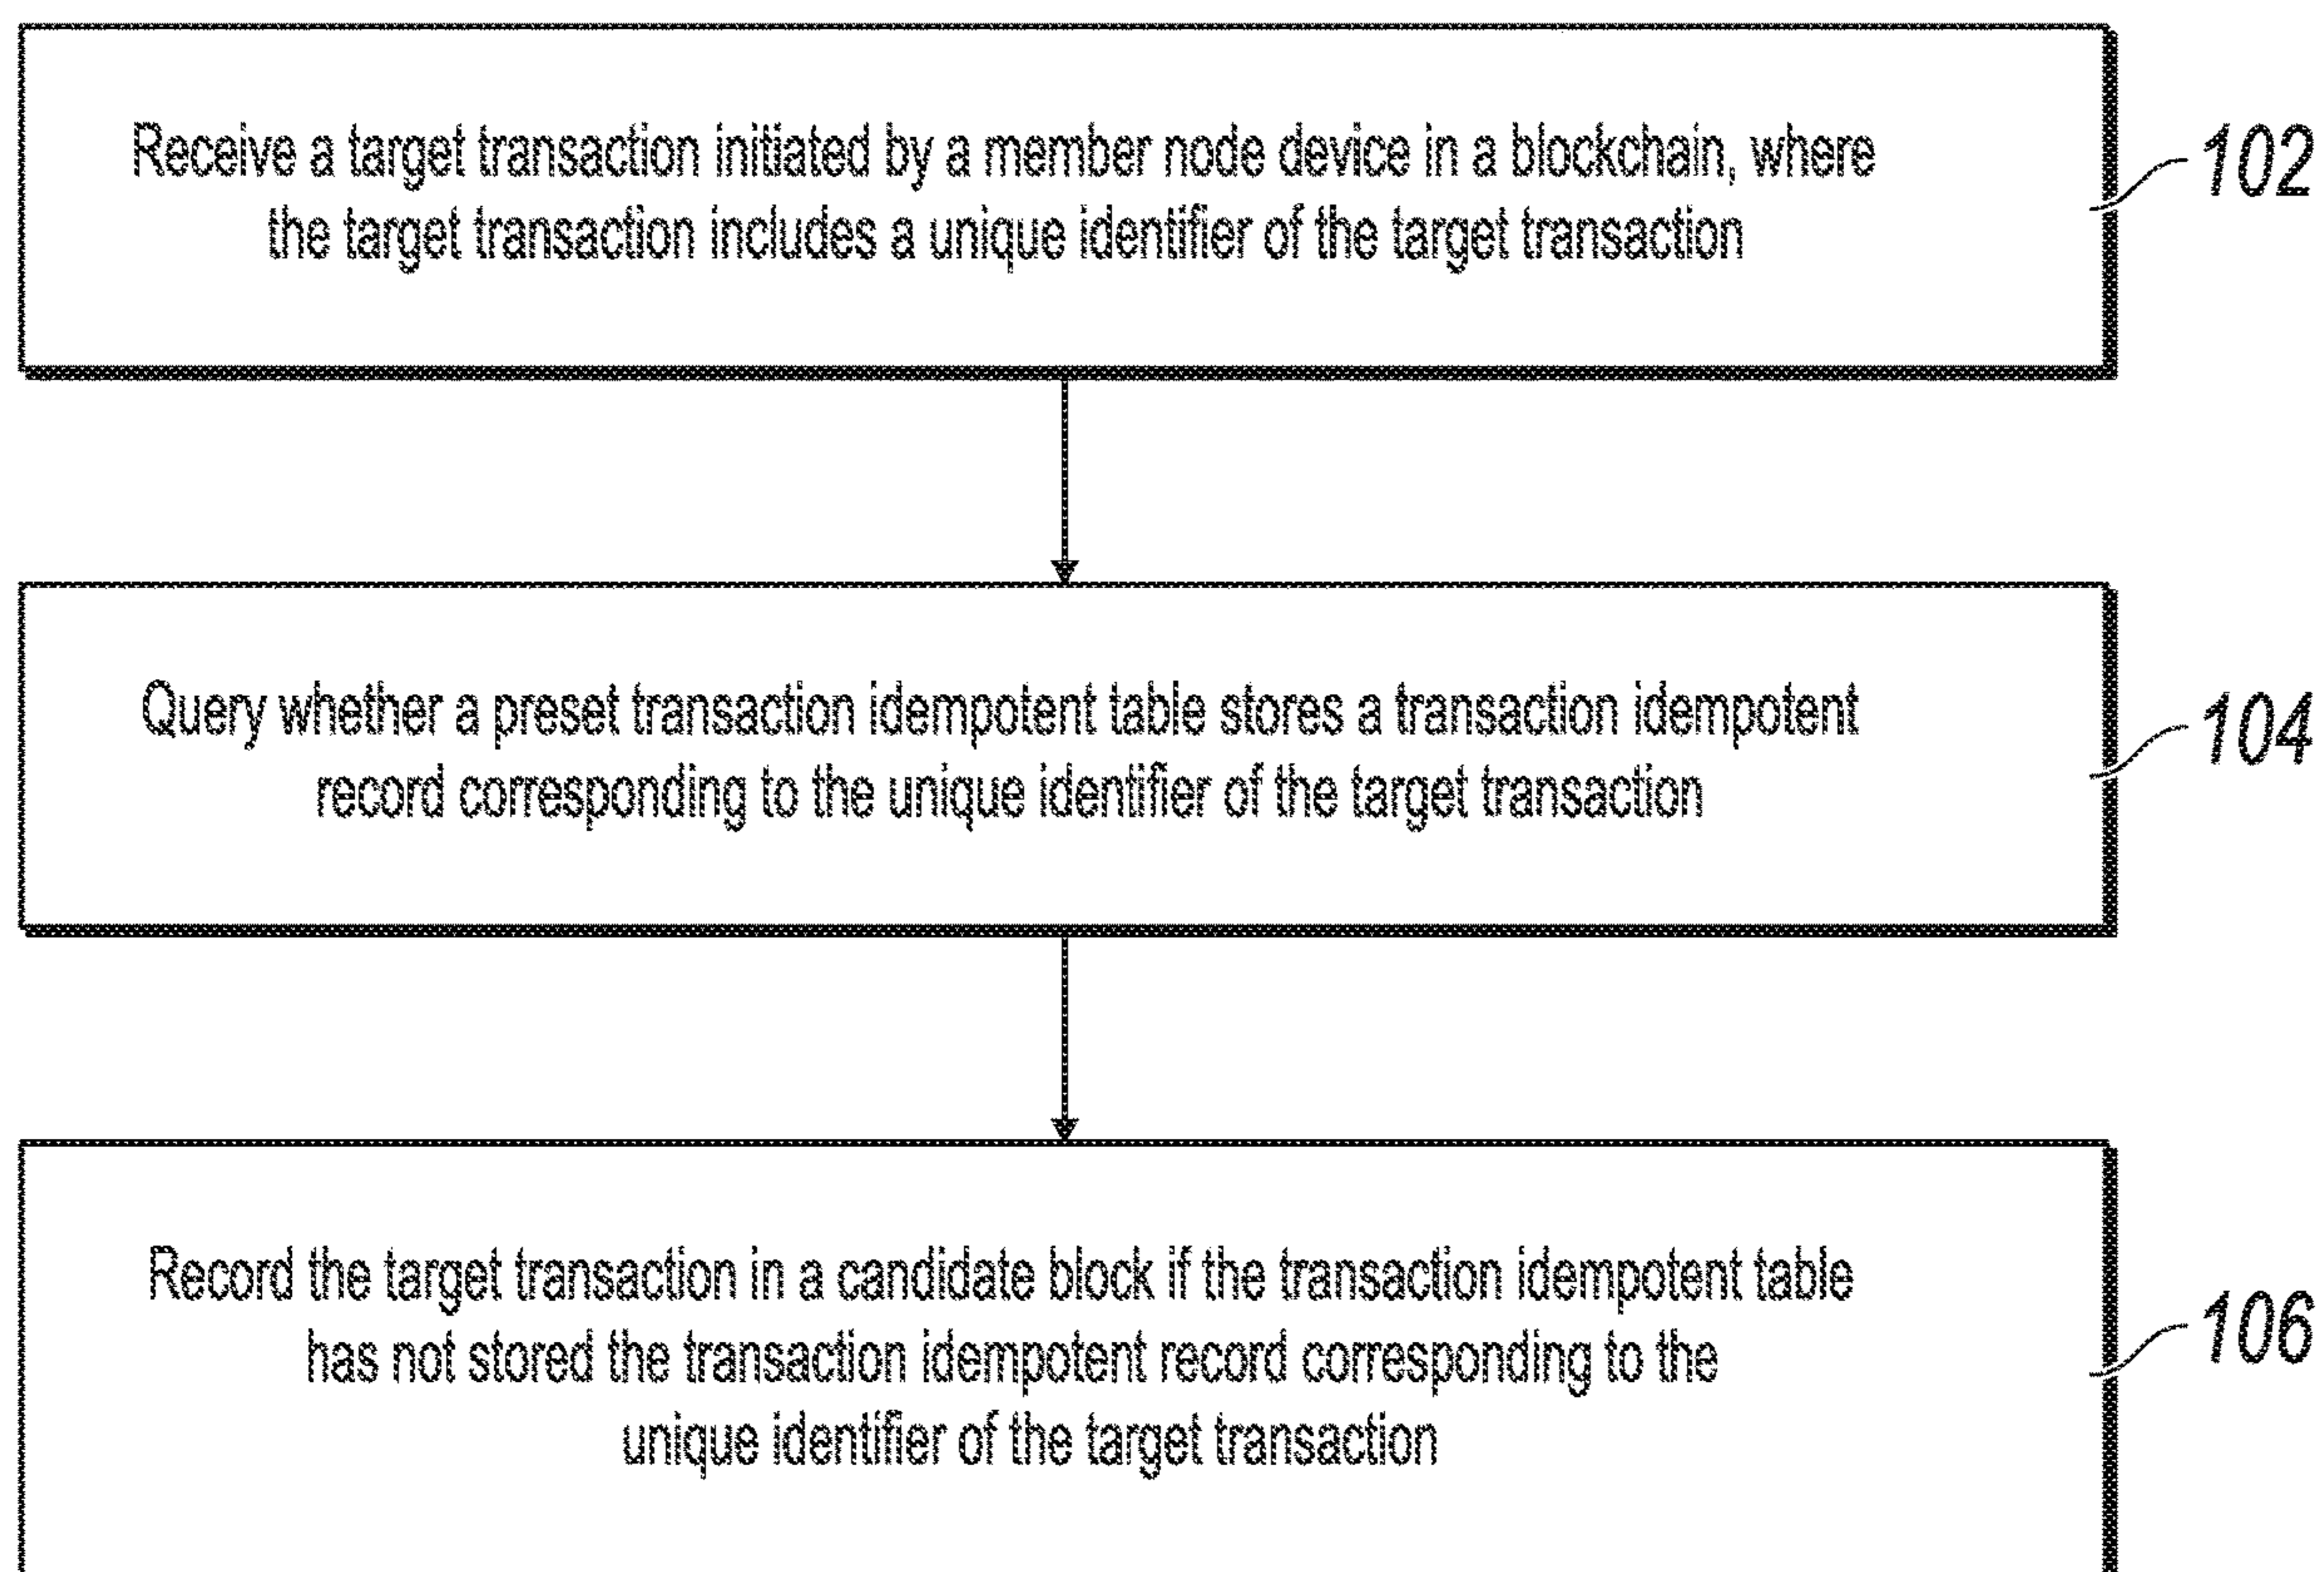 Receive a target transaction initiated by a member node device in a blockchain, where
the target transaction includes a unique identifier of the target transaction
102
Query whether a preset transaction idempotent table stores a transaction idempotent
record corresponding to the unique identifier of the target transaction
104
Record the target transaction in a candidate block if the transaction idempotent table
has not stored the transaction idempotent record corresponding to the
unique identifier of the target transaction
106